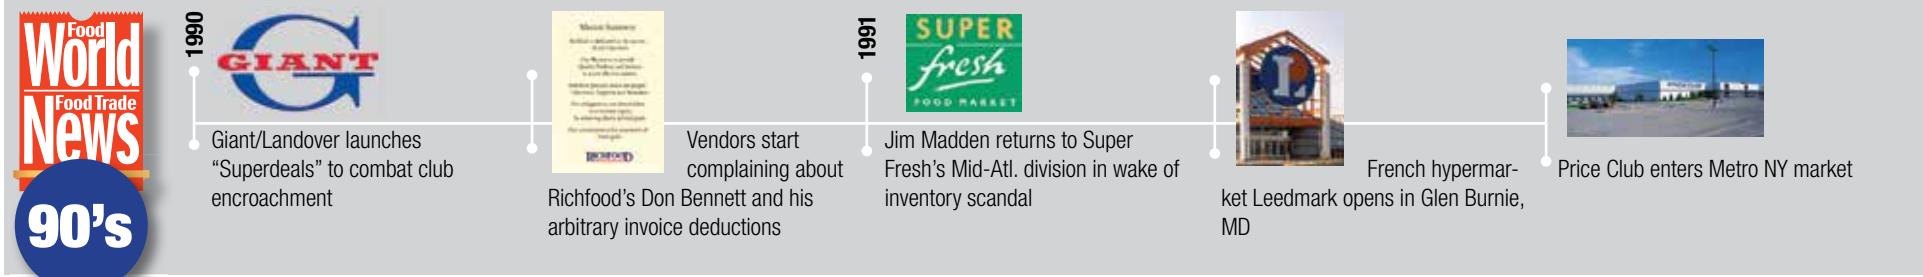 Food
World
Food Trade
News
90's
1990
GIANT
Giant/Landover launches
“Superdeals” to combat club
encroachment
RICHFOOD
Vendors start
complaining about
Richfood’s Don Bennett and his
arbitrary invoice deductions
1991
SUPER
fresh
FOOD MARKET
Jim Madden returns to Super
Fresh’s Mid-Atl. division in wake of
inventory scandal
L
French hypermar-
ket Leedmark opens in Glen Burnie,
MD
Price Club enters Metro NY market